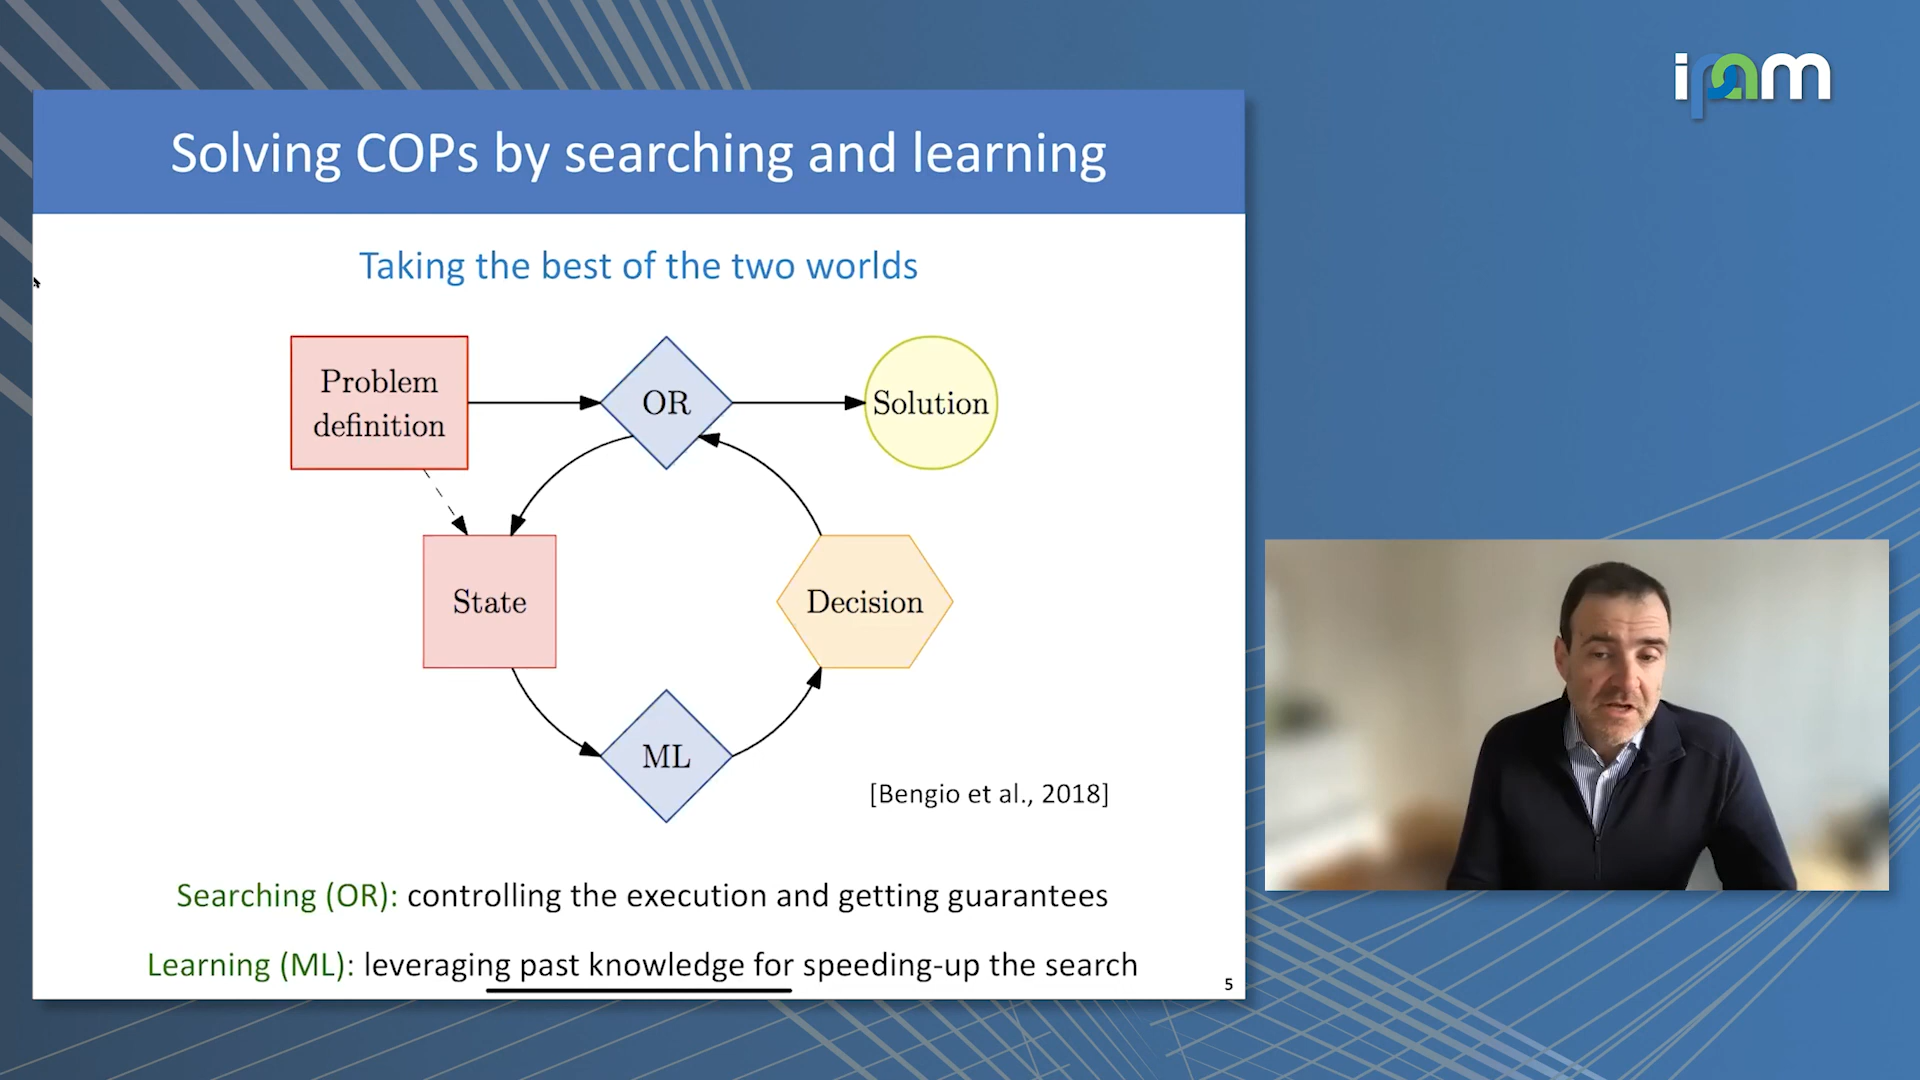 ipam
Solving COPs by searching and learning
Taking the best of the two worlds
Problem
definition
OR
Solution
State
Decision
ML
[Bengio et al., 2018]
Searching (OR): controlling the execution and getting guarantees
Learning (ML): leveraging past knowledge for speeding-up the search
5